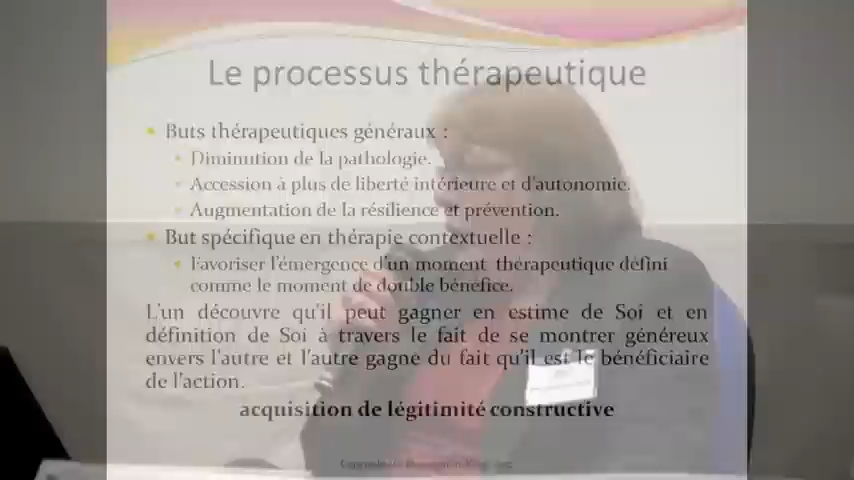 Le processus thérapeutique
Buts thérapeutiques généraux :
Diminution de la pathologie.
Accession à plus de liberté intérieure et d'autonomie.
Augmentation de la résilience et prévention.
But spécifique en thérapie contextuelle :
Favoriser l'émergence d'un moment thérapeutique défini
comme le moment de double bénéfice.
L'un découvre qu'il peut gagner en estime de Soi et en
définition de Soi à travers le fait de se montrer généreux
envers l'autre et l'autre gagne du fait qu'il est le bénéficiaire
de l'action.
acquisition de légitimité constructive